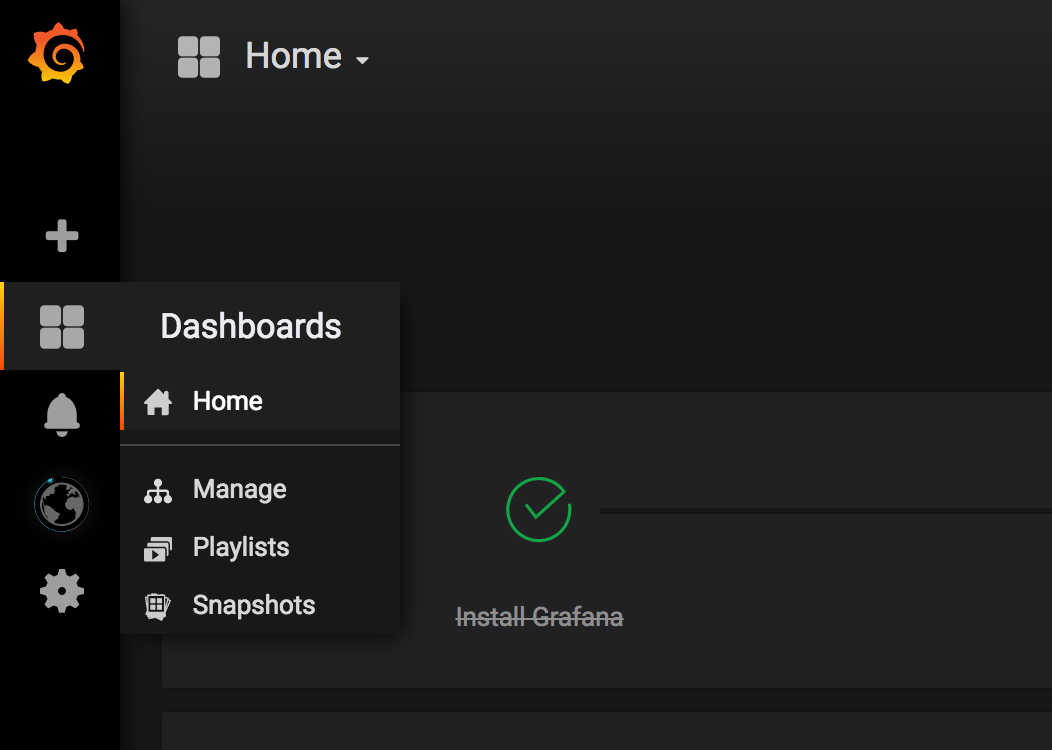 Home
Dashboards
Home
Manage
Playlists
Snapshots
Install Grafana